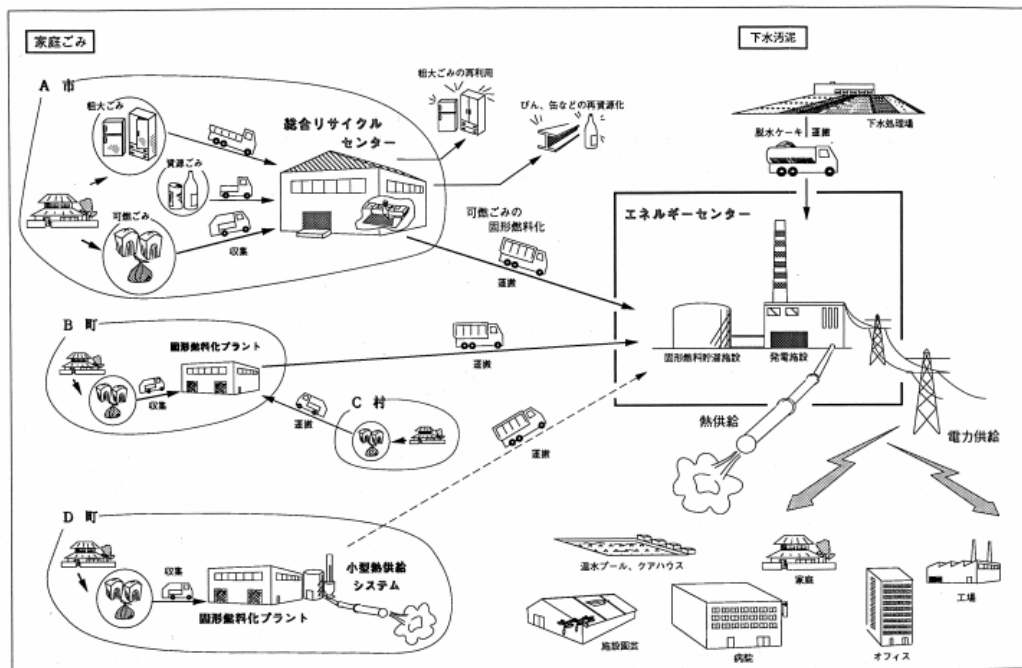 家庭ごみ
下水汚泥
A 市
粗大ごみ
資源ごみ
可燃ごみ
収集
総合リサイクル
センター
粗大ごみの再利用
びん、缶などの再資源化
可燃ごみの
固形燃料化
運搬
下水処理場
脱水ケーキ
運搬
エネルギーセンター
固形燃料貯溜施設
発電施設
B 町
固形燃料化プラント
収集
運搬
C 村
運搬
運搬
熱供給
電力供給
D 町
収集
固形燃料化プラント
小型熱供給
システム
温水プール、クアハウス
家庭
工場
施設園芸
病院
オフィス